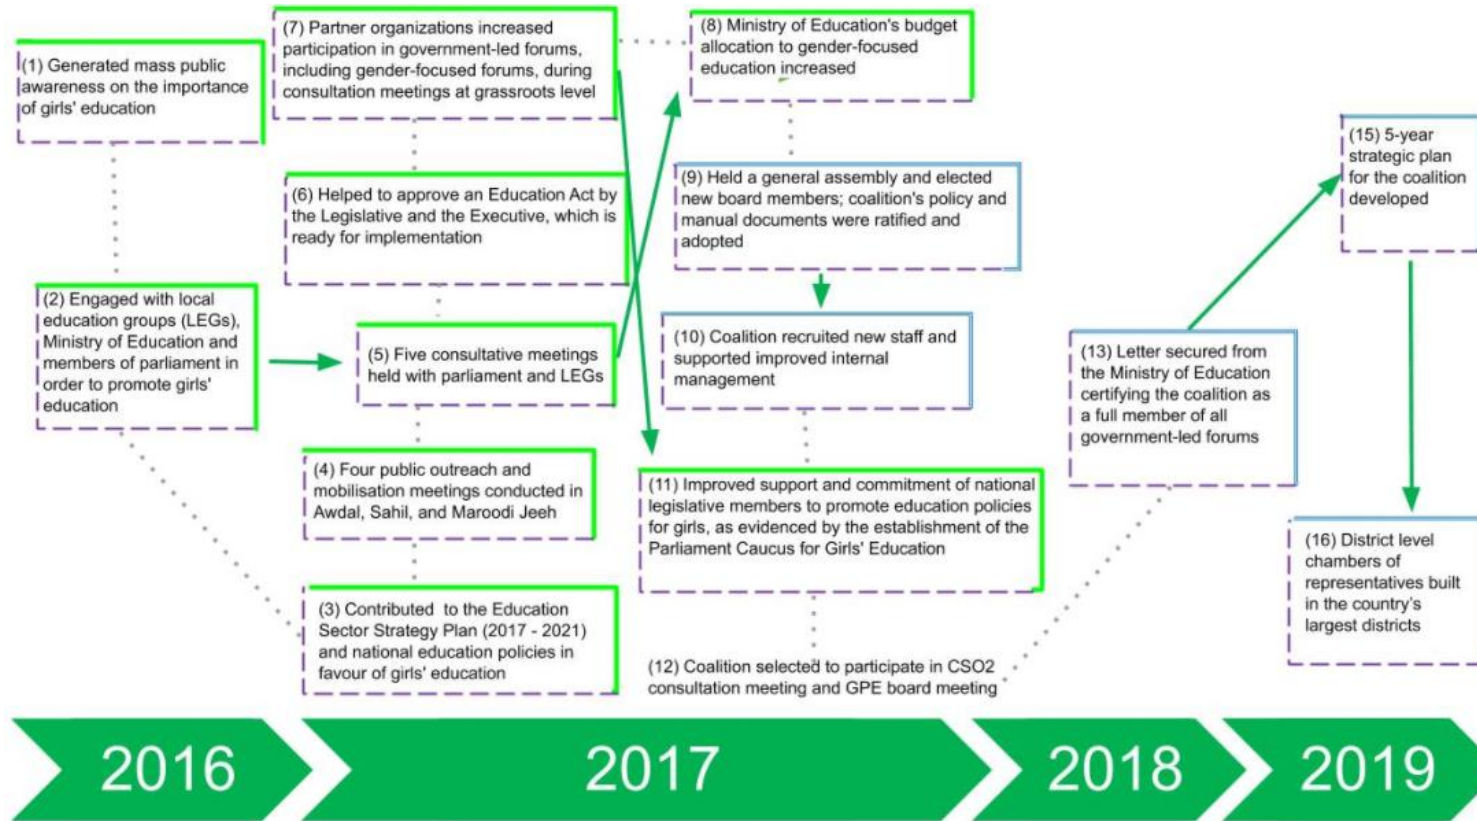 (1) Generated mass public
awareness on the importance
of girls' education
(2) Engaged with local
education groups (LEGs),
Ministry of Education and
members of parliament in
order to promote girls'
education
(7) Partner organizations increased
participation in government-led forums,
including gender-focused forums, during
consultation meetings at grassroots level
(6) Helped to approve an Education Act by
the Legislative and the Executive, which is
ready for implementation
(5) Five consultative meetings
held with parliament and LEGs
(4) Four public outreach and
mobilisation meetings conducted in
Awdal, Sahil, and Maroodi Jeeh
(3) Contributed to the Education
Sector Strategy Plan (2017 - 2021)
and national education policies in
favour of girls' education
(8) Ministry of Education's budget
allocation to gender-focused
education increased
(9) Held a general assembly and elected
new board members; coalition's policy and
manual documents were ratified and
adopted
(10) Coalition recruited new staff and
supported improved internal
management
(11) Improved support and commitment of national
legislative members to promote education policies
for girls, as evidenced by the establishment of the
Parliament Caucus for Girls' Education
(12) Coalition selected to participate in CSO2
consultation meeting and GPE board meeting
(13) Letter secured from
the Ministry of Education
certifying the coalition as
a full member of all
government-led forums
(15) 5-year
strategic plan
for the coalition
developed
(16) District level
chambers of
representatives built
in the country's
largest districts
2016
2017
2018
2019